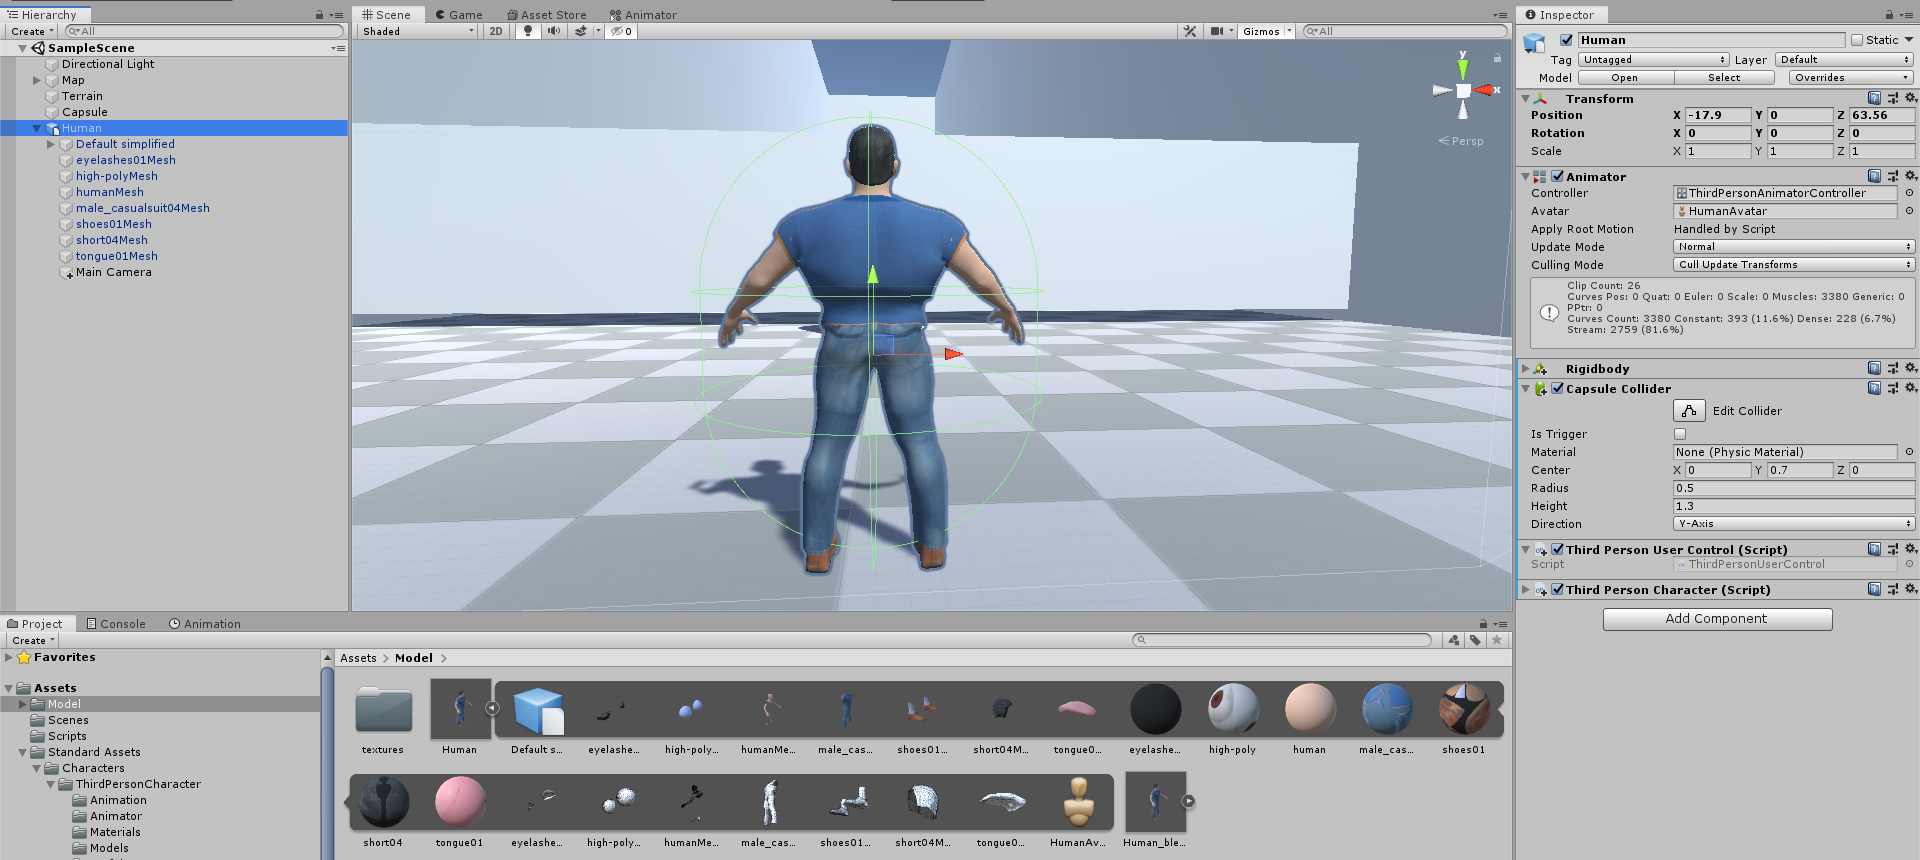 Hierarchy
Create
All
SampleScene
Directional Light
Map
Terrain
Capsule
Human
Default simplified
eyelashes01Mesh
high-polyMesh
humanMesh
male_casualsuit04Mesh
shoes01Mesh
short04Mesh
tongue01Mesh
Main Camera
Scene
Game
Asset Store
Animator
Shaded
2D
0
Gizmos
All
y
x
Persp
Inspector
Human
Static
Tag
Untagged
Layer
Default
Model
Open
Select
Overrides
Transform
Position X -17.9 Y 0 Z 63.56
Rotation X 0 Y 0 Z 0
Scale X 1 Y 1 Z 1
Animator
Controller ThirdPersonAnimatorController
Avatar HumanAvatar
Apply Root Motion Handled by Script
Update Mode Normal
Culling Mode Cull Update Transforms
Clip Count: 26
Curves Pos: 0 Quat: 0 Euler: 0 Scale: 0 Muscles: 3380 Generic: 0
PPtr: 0
Curves Count: 3380 Constant: 393 (11.6%) Dense: 228 (6.7%)
Stream: 2759 (81.6%)
Rigidbody
Capsule Collider
Edit Collider
Is Trigger
Material None (Physic Material)
Center X 0 Y 0.7 Z 0
Radius 0.5
Height 1.3
Direction Y-Axis
Third Person User Control (Script)
Script ThirdPersonUserControl
Third Person Character (Script)
Add Component
Project
Console
Animation
Create
Favorites
Assets
Model
Scenes
Scripts
Standard Assets
Characters
ThirdPersonCharacter
Animation
Animator
Materials
Models
Assets > Model >
textures
Human
Default s...
eyelashe...
high-poly...
humanMe...
male_cas...
shoes01...
short04M...
tongue0...
eyelashe...
high-poly
human
male_cas...
shoes01
short04
tongue01
eyelashe...
high-poly...
humanMe...
male_cas...
shoes01...
short04M...
tongue0...
HumanAv...
Human_ble...